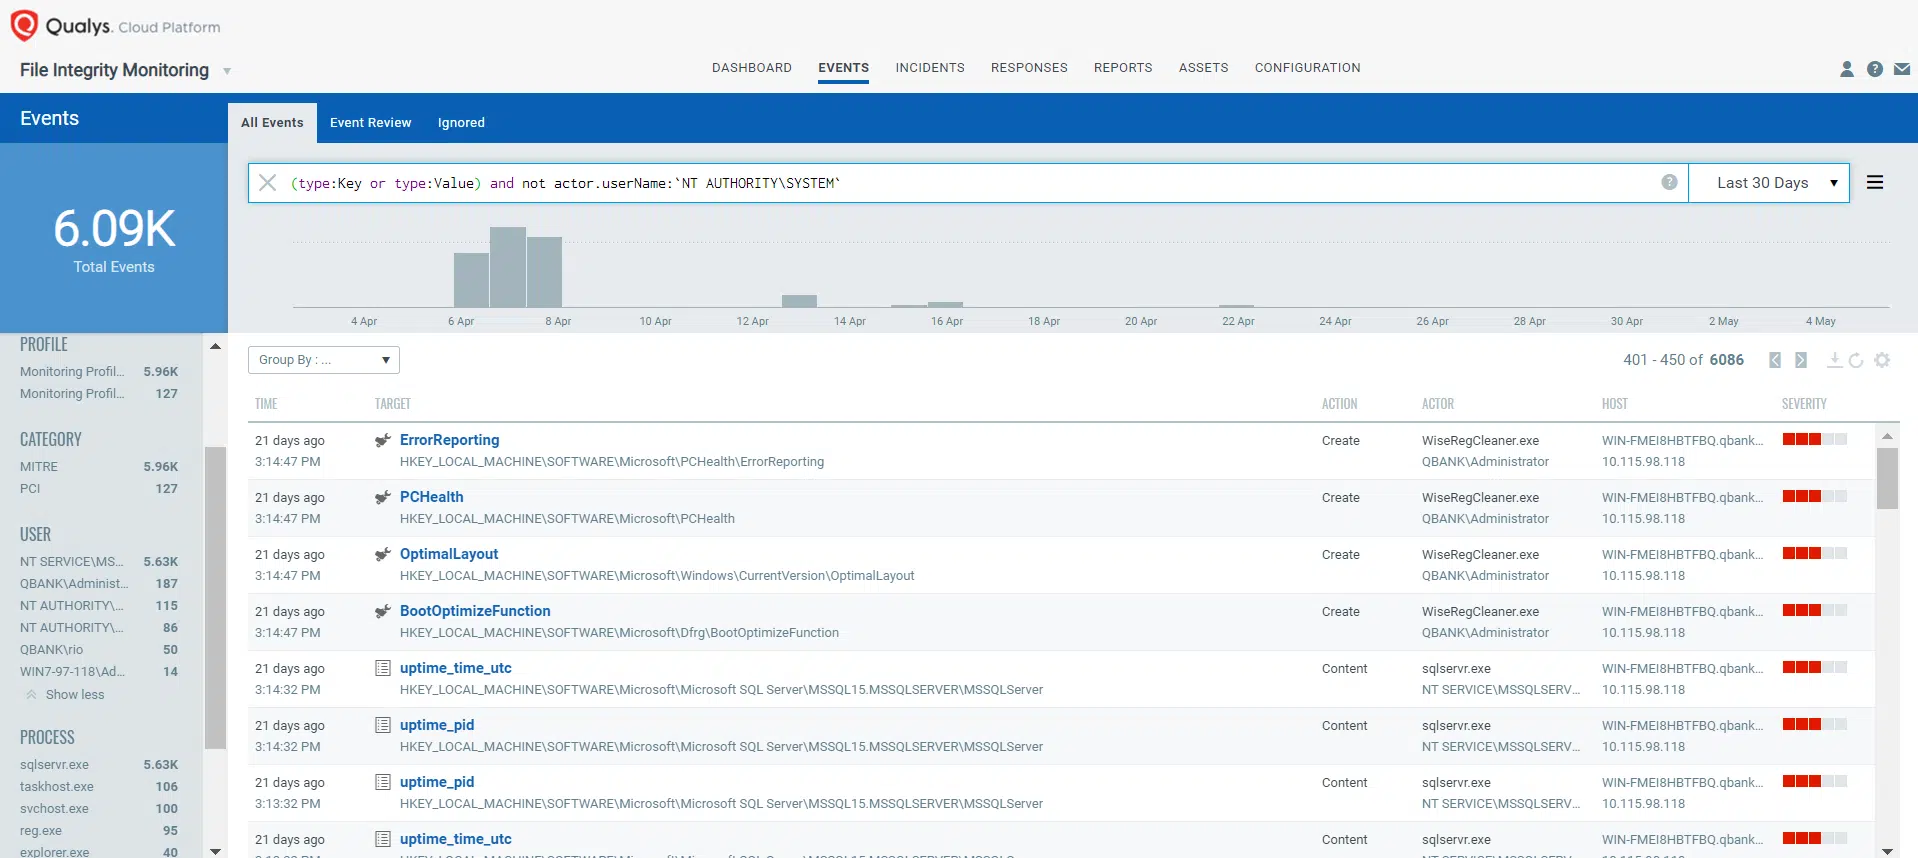 Qualys. Cloud Platform
File Integrity Monitoring
DASHBOARD EVENTS INCIDENTS RESPONSES REPORTS ASSETS CONFIGURATION
Events
All Events Event Review Ignored
(type:Key or type:Value) and not actor.userName:`NT AUTHORITY\SYSTEM`
Last 30 Days
6.09K
Total Events
4 Apr 6 Apr 8 Apr 10 Apr 12 Apr 14 Apr 16 Apr 18 Apr 20 Apr 22 Apr 24 Apr 26 Apr 28 Apr 30 Apr 2 May 4 May
PROFILE
Monitoring Profil... 5.96K
Monitoring Profil... 127
CATEGORY
MITRE 5.96K
PCI 127
USER
NT SERVICE\MS... 5.63K
QBANK\Administ... 187
NT AUTHORITY\... 115
NT AUTHORITY\... 86
QBANK\rio 50
WIN7-97-118\Ad... 14
Show less
PROCESS
sqlservr.exe 5.63K
taskhost.exe 106
svchost.exe 100
reg.exe 95
explorer.exe 40
Group By : ...
401 - 450 of 6086
TIME TARGET ACTION ACTOR HOST SEVERITY
21 days ago ErrorReporting Create WiseRegCleaner.exe WIN-FMEI8HBTFBQ.qbank...
3:14:47 PM HKEY_LOCAL_MACHINE\SOFTWARE\Microsoft\PCHealth\ErrorReporting QBANK\Administrator 10.115.98.118
21 days ago PCHealth Create WiseRegCleaner.exe WIN-FMEI8HBTFBQ.qbank...
3:14:47 PM HKEY_LOCAL_MACHINE\SOFTWARE\Microsoft\PCHealth QBANK\Administrator 10.115.98.118
21 days ago OptimalLayout Create WiseRegCleaner.exe WIN-FMEI8HBTFBQ.qbank...
3:14:47 PM HKEY_LOCAL_MACHINE\SOFTWARE\Microsoft\Windows\CurrentVersion\OptimalLayout QBANK\Administrator 10.115.98.118
21 days ago BootOptimizeFunction Create WiseRegCleaner.exe WIN-FMEI8HBTFBQ.qbank...
3:14:47 PM HKEY_LOCAL_MACHINE\SOFTWARE\Microsoft\Dfrg\BootOptimizeFunction QBANK\Administrator 10.115.98.118
21 days ago uptime_time_utc Content sqlservr.exe WIN-FMEI8HBTFBQ.qbank...
3:14:32 PM HKEY_LOCAL_MACHINE\SOFTWARE\Microsoft\Microsoft SQL Server\MSSQL15.MSSQLSERVER\MSSQLServer NT SERVICE\MSSQLSERV... 10.115.98.118
21 days ago uptime_pid Content sqlservr.exe WIN-FMEI8HBTFBQ.qbank...
3:14:32 PM HKEY_LOCAL_MACHINE\SOFTWARE\Microsoft\Microsoft SQL Server\MSSQL15.MSSQLSERVER\MSSQLServer NT SERVICE\MSSQLSERV... 10.115.98.118
21 days ago uptime_pid Content sqlservr.exe WIN-FMEI8HBTFBQ.qbank...
3:13:32 PM HKEY_LOCAL_MACHINE\SOFTWARE\Microsoft\Microsoft SQL Server\MSSQL15.MSSQLSERVER\MSSQLServer NT SERVICE\MSSQLSERV... 10.115.98.118
21 days ago uptime_time_utc Content sqlservr.exe WIN-FMEI8HBTFBQ.qbank...